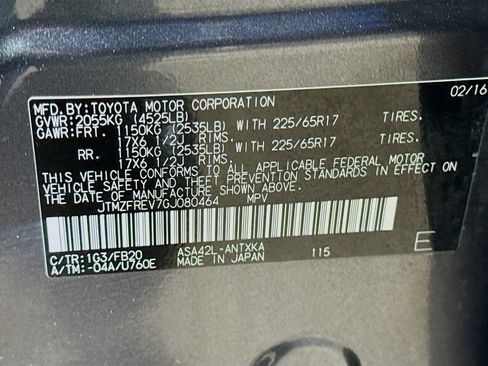 MFD. BY: TOYOTA MOTOR CORPORATION 02/16
GVWR: 2055KG (4525LB)
GAWR: FRT. 1150KG (2535LB) WITH 225/65R17 TIRES.
17X6 1/2J RIMS.
RR. 1150KG (2535LB) WITH 225/65R17 TIRES.
17X6 1/2J RIMS.
THIS VEHICLE CONFORMS TO ALL APPLICABLE FEDERAL MOTOR
VEHICLE SAFETY AND THEFT PREVENTION STANDARDS IN EFFECT ON
THE DATE OF MANUFACTURE SHOWN ABOVE.
JTMZFREV7GJ080464 MPV
C/TR: 1G3/FB20 ASA42L-ANTXKA
A/TM: -04A/U760E MADE IN JAPAN 115 E